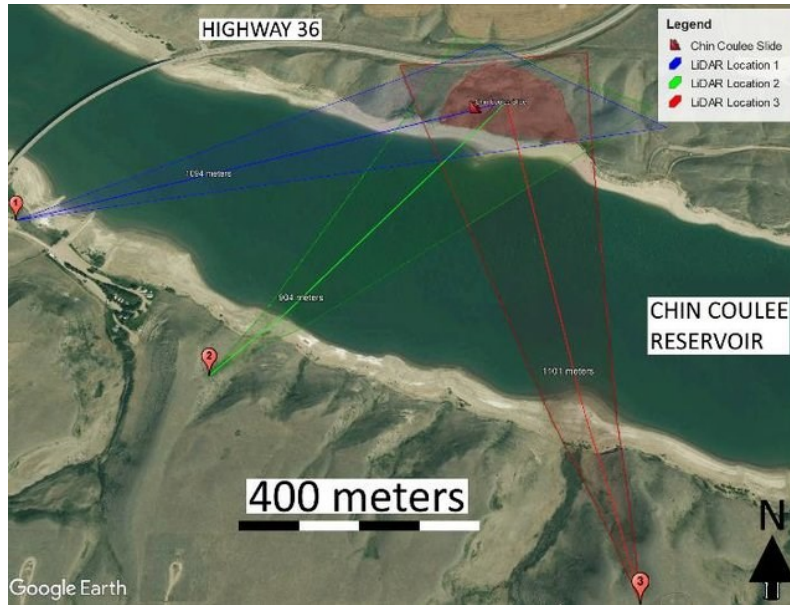 HIGHWAY 36
Legend
Chin Coulee Slide
LiDAR Location 1
LiDAR Location 2
LiDAR Location 3
1094 meters
1
904 meters
2
CHIN COULEE
RESERVOIR
1101 meters
400 meters
N
3
Google Earth